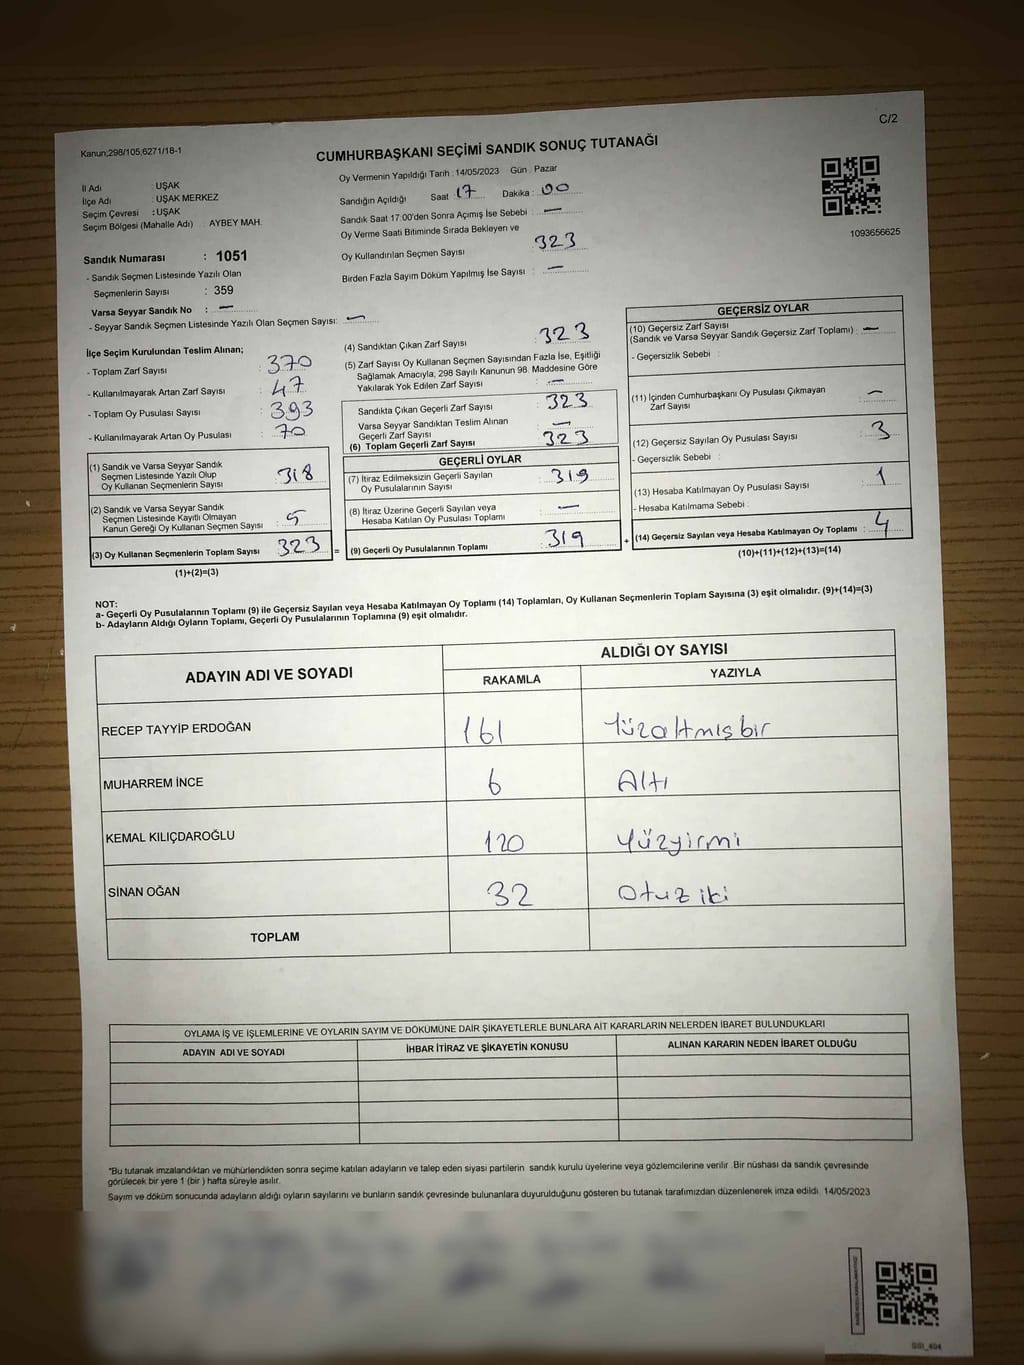 C/2
Kanun;298/105,6271/18-1
CUMHURBAŞKANI SEÇİMİ SANDIK SONUÇ TUTANAĞI
İl Adı : UŞAK
İlçe Adı : UŞAK MERKEZ
Seçim Çevresi : UŞAK
Seçim Bölgesi (Mahalle Adı) : AYBEY MAH.
Oy Vermenin Yapıldığı Tarih : 14/05/2023 Gün : Pazar
Sandığın Açıldığı Saat 17 Dakika : 00
Sandık Saat 17:00'den Sonra Açımış İse Sebebi : —
Oy Verme Saati Bitiminde Sırada Bekleyen ve
Oy Kullandırılan Seçmen Sayısı : 323
Birden Fazla Sayım Döküm Yapılmış İse Sayısı : —
1093656625
Sandık Numarası : 1051
- Sandık Seçmen Listesinde Yazılı Olan
Seçmenlerin Sayısı : 359
Varsa Seyyar Sandık No : —
- Seyyar Sandık Seçmen Listesinde Yazılı Olan Seçmen Sayısı: —
İlçe Seçim Kurulundan Teslim Alınan;
- Toplam Zarf Sayısı : 370
- Kullanılmayarak Artan Zarf Sayısı : 47
- Toplam Oy Pusulası Sayısı : 393
- Kullanılmayarak Artan Oy Pusulası : 70
(1) Sandık ve Varsa Seyyar Sandık
Seçmen Listesinde Yazılı Olup
Oy Kullanan Seçmenlerin Sayısı : 318
(2) Sandık ve Varsa Seyyar Sandık
Seçmen Listesinde Kayıtlı Olmayan
Kanun Gereği Oy Kullanan Seçmen Sayısı : 5
(3) Oy Kullanan Seçmenlerin Toplam Sayısı : 323 =
(1)+(2)=(3)
(4) Sandıktan Çıkan Zarf Sayısı : 323
(5) Zarf Sayısı Oy Kullanan Seçmen Sayısından Fazla İse, Eşitliği
Sağlamak Amacıyla, 298 Sayılı Kanunun 98. Maddesine Göre
Yakılarak Yok Edilen Zarf Sayısı : —
Sandıkta Çıkan Geçerli Zarf Sayısı : 323
Varsa Seyyar Sandıktan Teslim Alınan
Geçerli Zarf Sayısı : —
(6) Toplam Geçerli Zarf Sayısı : 323
GEÇERLİ OYLAR
(7) İtiraz Edilmeksizin Geçerli Sayılan
Oy Pusulalarının Sayısı : 319
(8) İtiraz Üzerine Geçerli Sayılan veya
Hesaba Katılan Oy Pusulası Toplamı : —
(9) Geçerli Oy Pusulalarının Toplamı : 319 +
GEÇERSİZ OYLAR
(10) Geçersiz Zarf Sayısı
(Sandık ve Varsa Seyyar Sandık Geçersiz Zarf Toplamı) : —
- Geçersizlik Sebebi :
(11) İçinden Cumhurbaşkanı Oy Pusulası Çıkmayan
Zarf Sayısı : —
(12) Geçersiz Sayılan Oy Pusulası Sayısı : 3
- Geçersizlik Sebebi :
(13) Hesaba Katılmayan Oy Pusulası Sayısı : 1
- Hesaba Katılmama Sebebi :
(14) Geçersiz Sayılan veya Hesaba Katılmayan Oy Toplamı : 4
(10)+(11)+(12)+(13)=(14)
NOT:
a- Geçerli Oy Pusulalarının Toplamı (9) ile Geçersiz Sayılan veya Hesaba Katılmayan Oy Toplamı (14) Toplamları, Oy Kullanan Seçmenlerin Toplam Sayısına (3) eşit olmalıdır. (9)+(14)=(3)
b- Adayların Aldığı Oyların Toplamı, Geçerli Oy Pusulalarının Toplamına (9) eşit olmalıdır.
ADAYIN ADI VE SOYADI
ALDIĞI OY SAYISI
RAKAMLA YAZIYLA
RECEP TAYYİP ERDOĞAN 161 Yüzaltmışbir
MUHARREM İNCE 6 Altı
KEMAL KILIÇDAROĞLU 120 Yüzyirmi
SİNAN OĞAN 32 Otuz iki
TOPLAM
OYLAMA İŞ VE İŞLEMLERİNE VE OYLARIN SAYIM VE DÖKÜMÜNE DAİR ŞİKAYETLERLE BUNLARA AİT KARARLARIN NELERDEN İBARET BULUNDUKLARI
ADAYIN ADI VE SOYADI İHBAR İTİRAZ VE ŞİKAYETİN KONUSU ALINAN KARARIN NEDEN İBARET OLDUĞU
*Bu tutanak imzalandıktan ve mühürlendikten sonra seçime katılan adayların ve talep eden siyasi partilerin sandık kurulu üyelerine veya gözlemcilerine verilir .Bir nüshası da sandık çevresinde
görülecek bir yere 1 (bir ) hafta süreyle asılır.
Sayım ve döküm sonucunda adayların aldığı oyların sayılarını ve bunların sandık çevresinde bulunanlara duyurulduğunu gösteren bu tutanak tarafımızdan düzenlenerek imza edildi. 14/05/2023